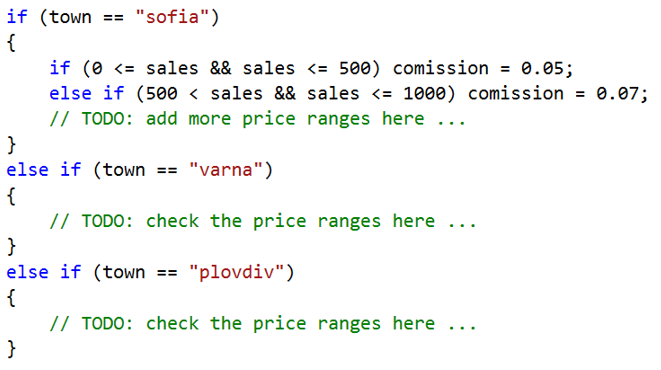 if (town == "sofia")
{
    if (0 <= sales && sales <= 500) comission = 0.05;
    else if (500 < sales && sales <= 1000) comission = 0.07;
    // TODO: add more price ranges here ...
}
else if (town == "varna")
{
    // TODO: check the price ranges here ...
}
else if (town == "plovdiv")
{
    // TODO: check the price ranges here ...
}